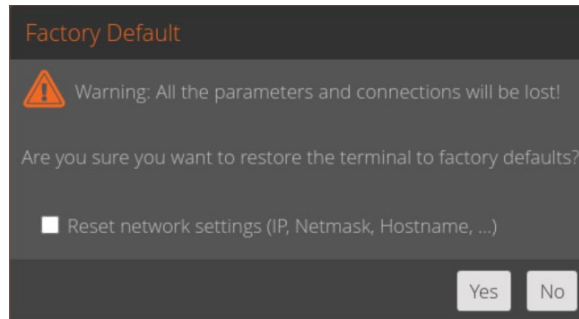 Factory Default
Warning: All the parameters and connections will be lost!
Are you sure you want to restore the terminal to factory defaults?
Reset network settings (IP, Netmask, Hostname, ...)
Yes No